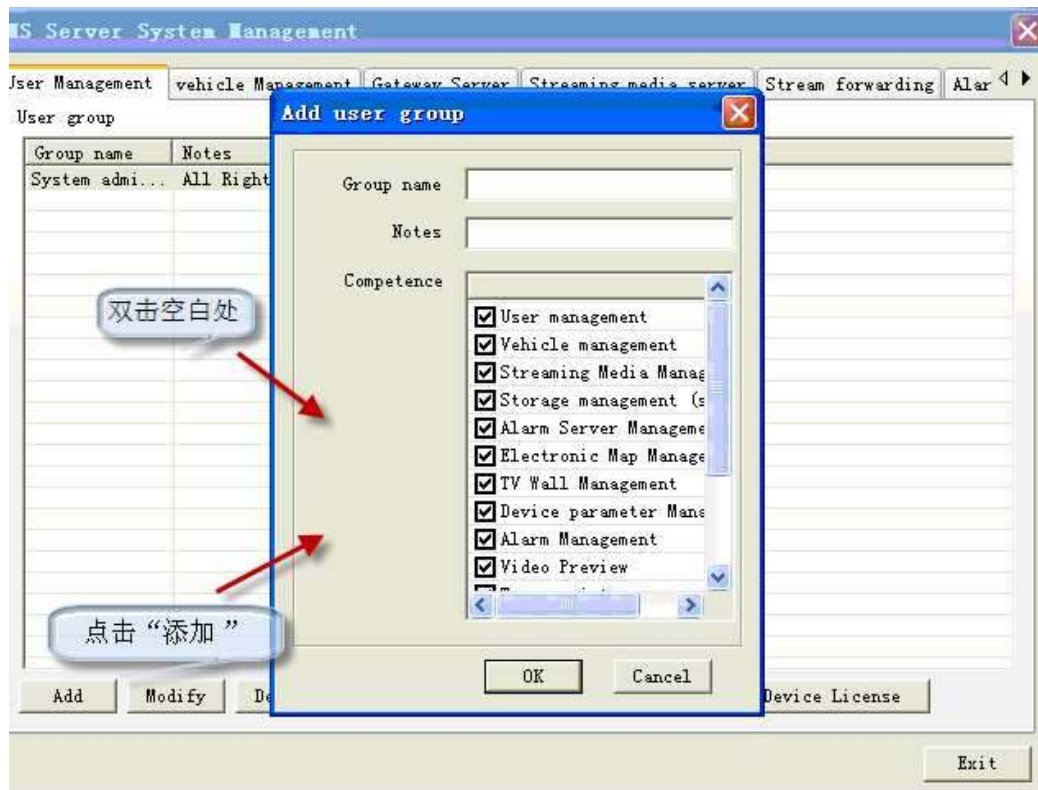 MS Server System Management
User Management vehicle Management Gateway Server Streaming media server Stream forwarding Alar
User group
Group name Notes
System admi... All Right
Add user group
Group name
Notes
Competence
User management
Vehicle management
Streaming Media Manag
Storage management (s
Alarm Server Manageme
Electronic Map Manage
TV Wall Management
Device parameter Mana
Alarm Management
Video Preview
双击空白处
点击“添加 ”
OK Cancel
Add Modify De Device License
Exit